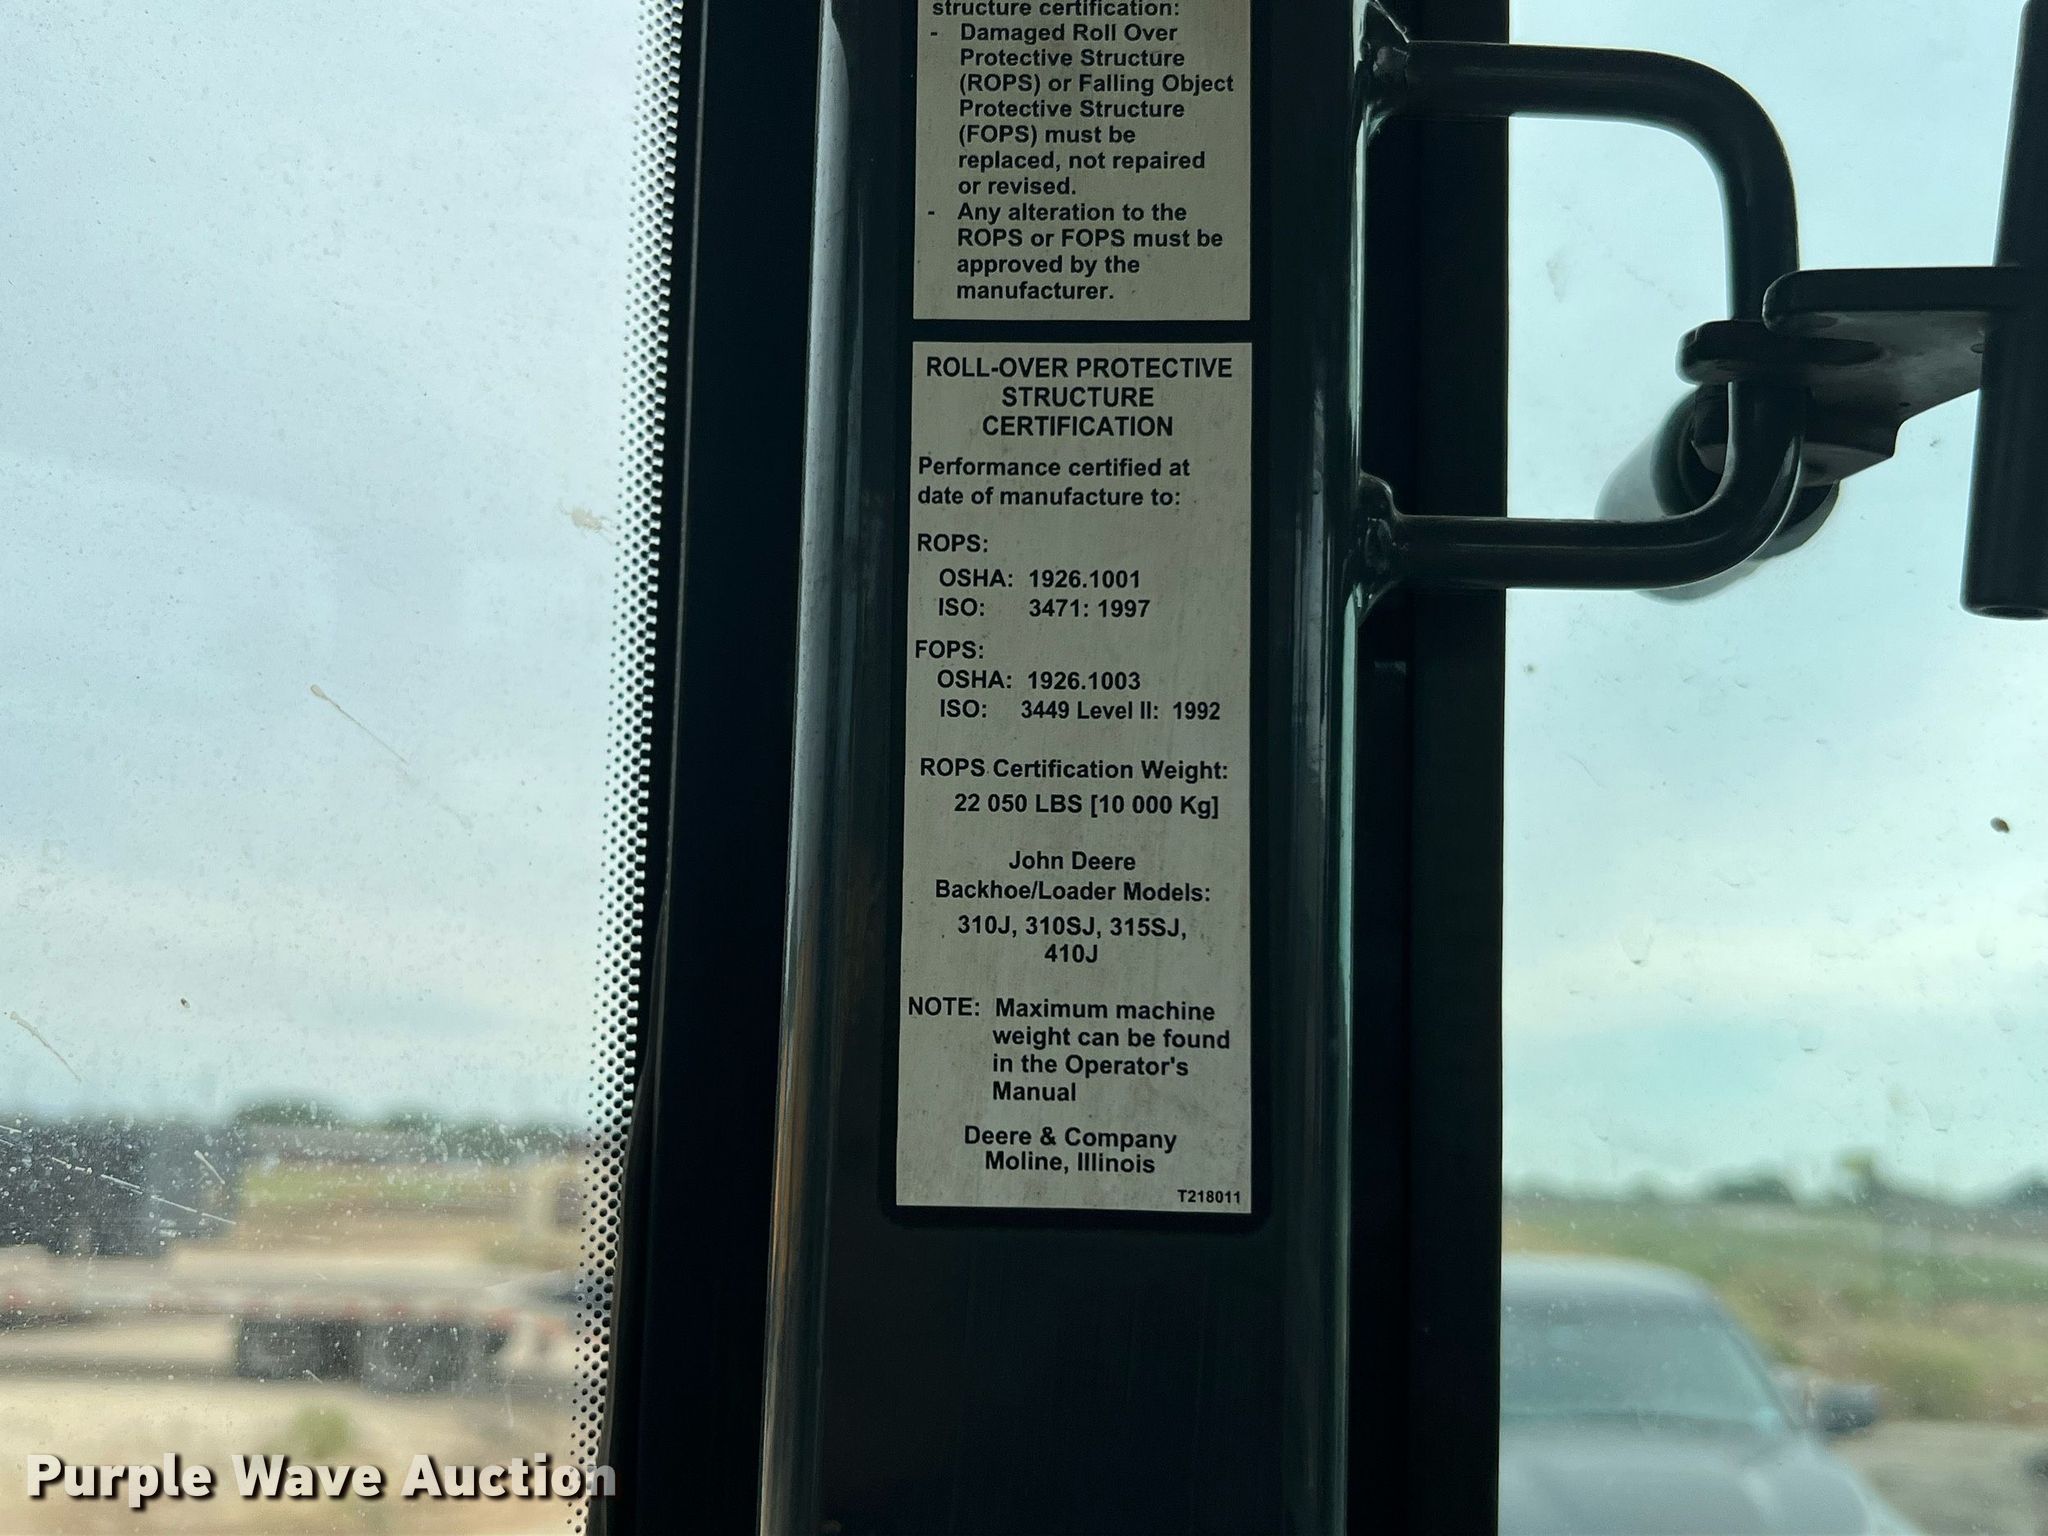 structure certification:
- Damaged Roll Over
Protective Structure
(ROPS) or Falling Object
Protective Structure
(FOPS) must be
replaced, not repaired
or revised.
- Any alteration to the
ROPS or FOPS must be
approved by the
manufacturer.
ROLL-OVER PROTECTIVE
STRUCTURE
CERTIFICATION
Performance certified at
date of manufacture to:
ROPS:
OSHA: 1926.1001
ISO: 3471: 1997
FOPS:
OSHA: 1926.1003
ISO: 3449 Level II: 1992
ROPS Certification Weight:
22 050 LBS [10 000 Kg]
John Deere
Backhoe/Loader Models:
310J, 310SJ, 315SJ,
410J
NOTE: Maximum machine
weight can be found
in the Operator's
Manual
Deere & Company
Moline, Illinois
T218011
Purple Wave Auction